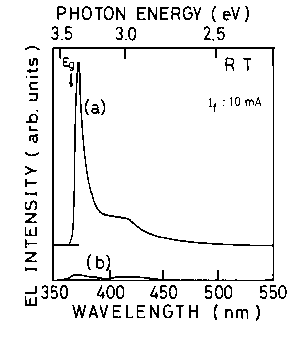 PHOTON ENERGY (eV)
3.5 3.0 2.5
Eg
RT
(a)
If : 10 mA
EL INTENSITY (arb. units)
(b)
350 400 450 500 550
WAVELENGTH (nm)